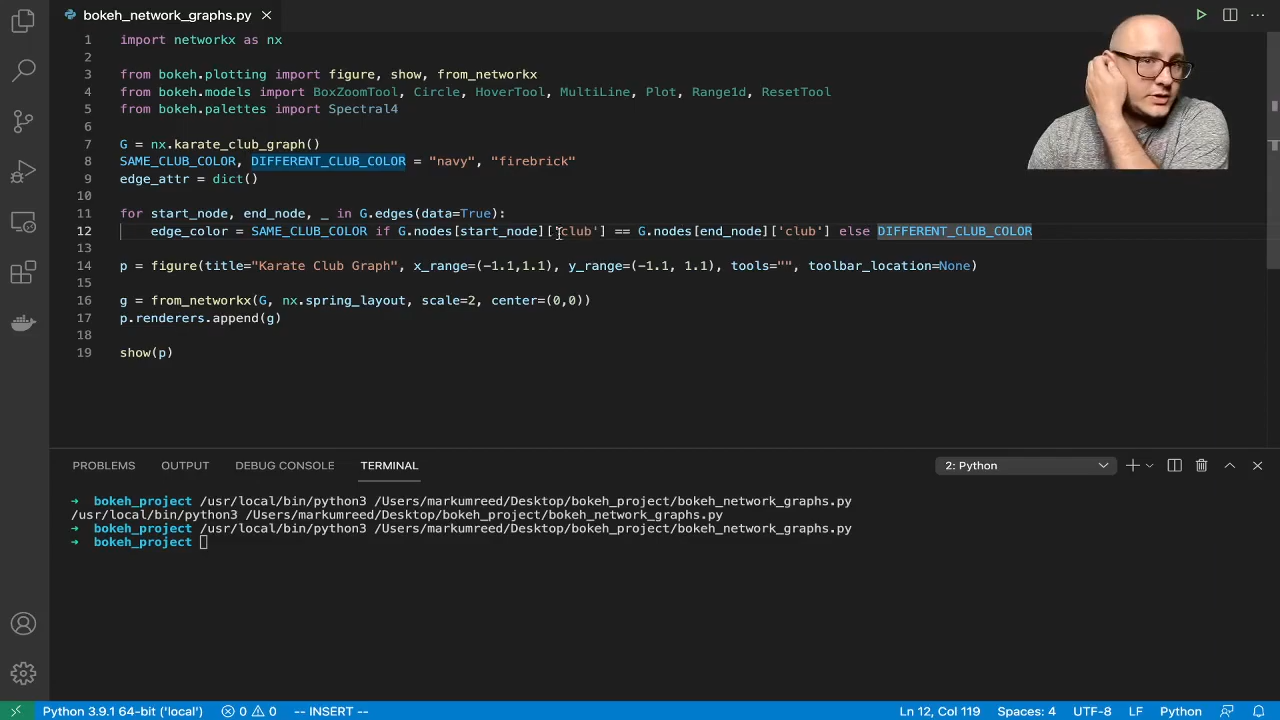 bokeh_network_graphs.py
1 import networkx as nx
2
3 from bokeh.plotting import figure, show, from_networkx
4 from bokeh.models import BoxZoomTool, Circle, HoverTool, MultiLine, Plot, Range1d, ResetTool
5 from bokeh.palettes import Spectral4
6
7 G = nx.karate_club_graph()
8 SAME_CLUB_COLOR, DIFFERENT_CLUB_COLOR = "navy", "firebrick"
9 edge_attr = dict()
10
11 for start_node, end_node, _ in G.edges(data=True):
12 edge_color = SAME_CLUB_COLOR if G.nodes[start_node]['club'] == G.nodes[end_node]['club'] else DIFFERENT_CLUB_COLOR
13
14 p = figure(title="Karate Club Graph", x_range=(-1.1,1.1), y_range=(-1.1, 1.1), tools="", toolbar_location=None)
15
16 g = from_networkx(G, nx.spring_layout, scale=2, center=(0,0))
17 p.renderers.append(g)
18
19 show(p)
PROBLEMS OUTPUT DEBUG CONSOLE TERMINAL 2: Python
→ bokeh_project /usr/local/bin/python3 /Users/markumreed/Desktop/bokeh_project/bokeh_network_graphs.py
/usr/local/bin/python3 /Users/markumreed/Desktop/bokeh_project/bokeh_network_graphs.py
→ bokeh_project /usr/local/bin/python3 /Users/markumreed/Desktop/bokeh_project/bokeh_network_graphs.py
→ bokeh_project
Python 3.9.1 64-bit ('local') 0 0 -- INSERT -- Ln 12, Col 119 Spaces: 4 UTF-8 LF Python